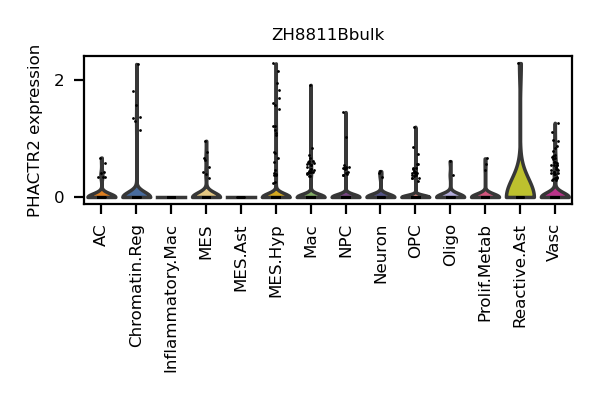 ZH8811Bbulk
PHACTR2 expression
2
0
AC
Chromatin.Reg
Inflammatory.Mac
MES
MES.Ast
MES.Hyp
Mac
NPC
Neuron
OPC
Oligo
Prolif.Metab
Reactive.Ast
Vasc